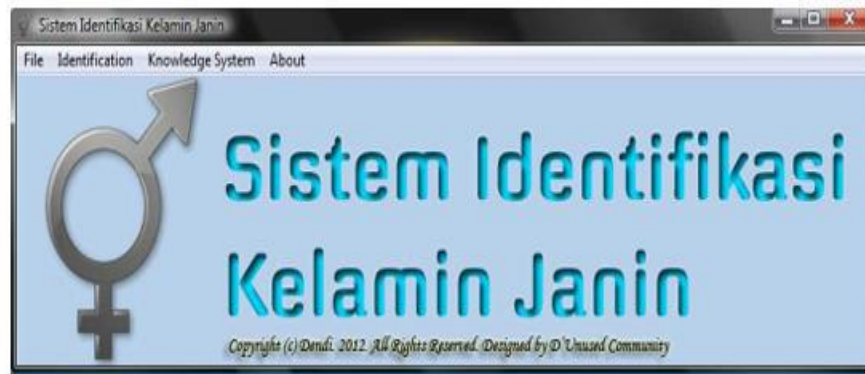 Sistem Identifikasi Kelamin Janin
File Identification Knowledge System About
Sistem Identifikasi
Kelamin Janin
Copyright (c) Dendi. 2012. All Rights Reserved. Designed by D'Unused Community